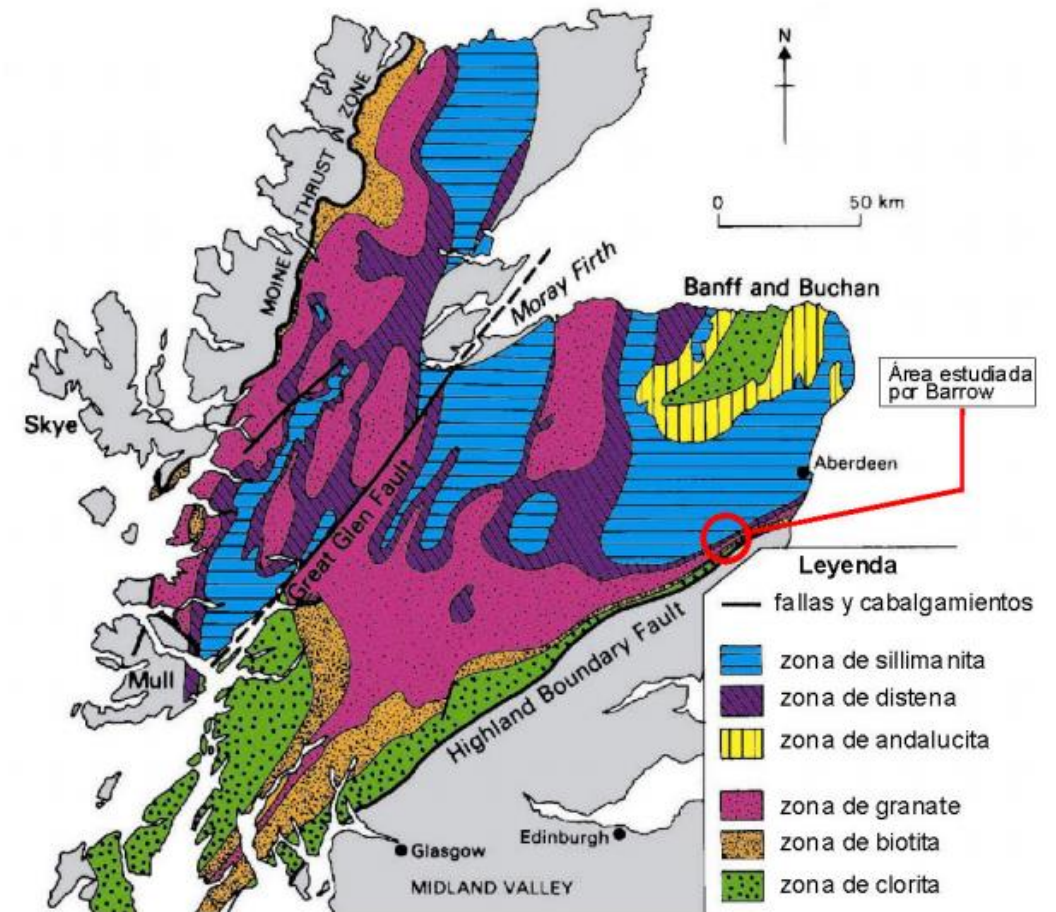 N
0 50 km
MOINE
THRUST
ZONE
Moray Firth
Banff and Buchan
Área estudiada
por Barrow
Skye
Aberdeen
Great Glen Fault
Mull
Highland Boundary Fault
Glasgow
Edinburgh
MIDLAND VALLEY
Leyenda
fallas y cabalgamientos
zona de sillimanita
zona de distena
zona de andalucita
zona de granate
zona de biotita
zona de clorita